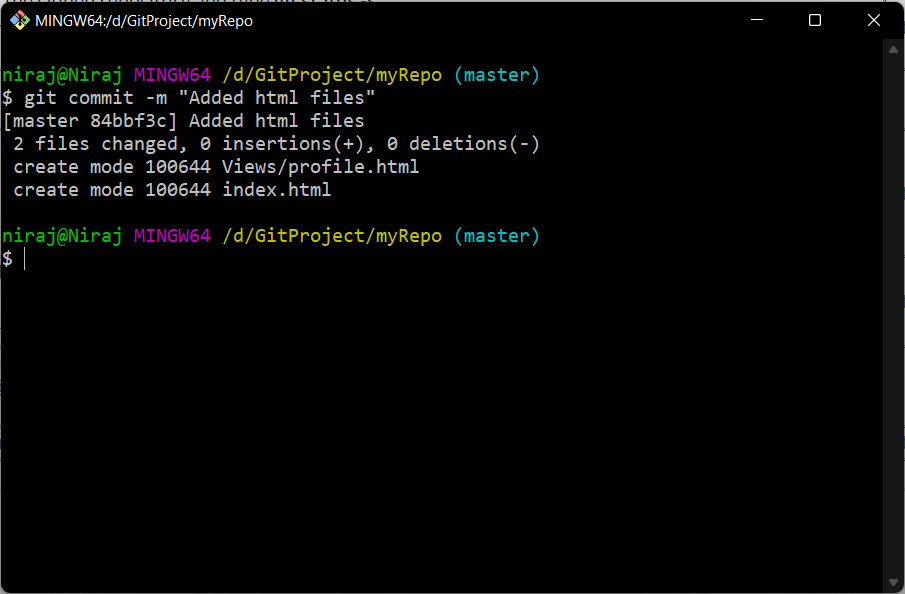 MINGW64:/d/GitProject/myRepo
niraj@Niraj MINGW64 /d/GitProject/myRepo (master)
$ git commit -m "Added html files"
[master 84bbf3c] Added html files
 2 files changed, 0 insertions(+), 0 deletions(-)
 create mode 100644 Views/profile.html
 create mode 100644 index.html
niraj@Niraj MINGW64 /d/GitProject/myRepo (master)
$